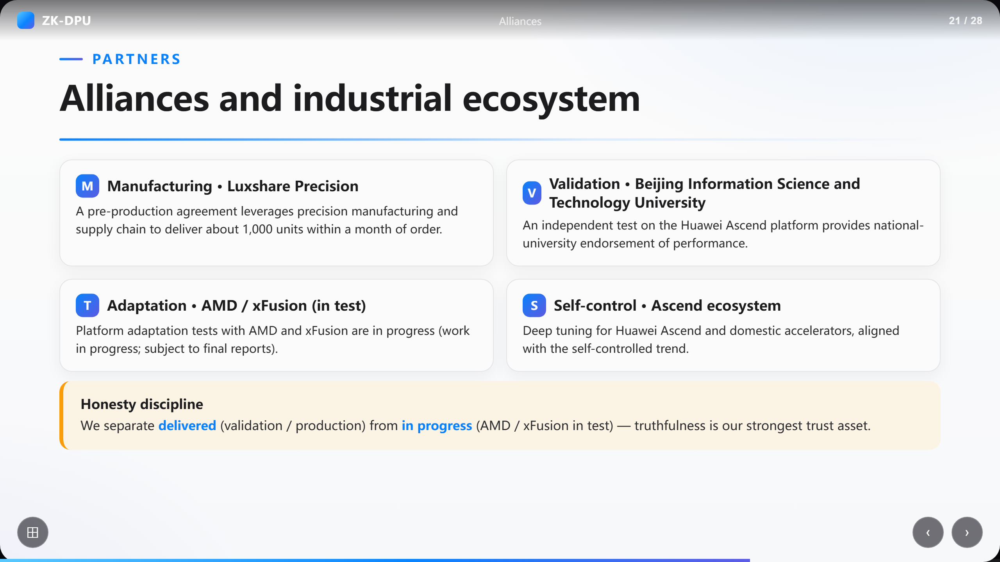 ZK-DPU
Alliances
21 / 28
PARTNERS
Alliances and industrial ecosystem
M
Manufacturing • Luxshare Precision
A pre-production agreement leverages precision manufacturing and
supply chain to deliver about 1,000 units within a month of order.
V
Validation • Beijing Information Science and
Technology University
An independent test on the Huawei Ascend platform provides national-
university endorsement of performance.
T
Adaptation • AMD / xFusion (in test)
Platform adaptation tests with AMD and xFusion are in progress (work
in progress; subject to final reports).
S
Self-control • Ascend ecosystem
Deep tuning for Huawei Ascend and domestic accelerators, aligned
with the self-controlled trend.
Honesty discipline
We separate delivered (validation / production) from in progress (AMD / xFusion in test) — truthfulness is our strongest trust asset.